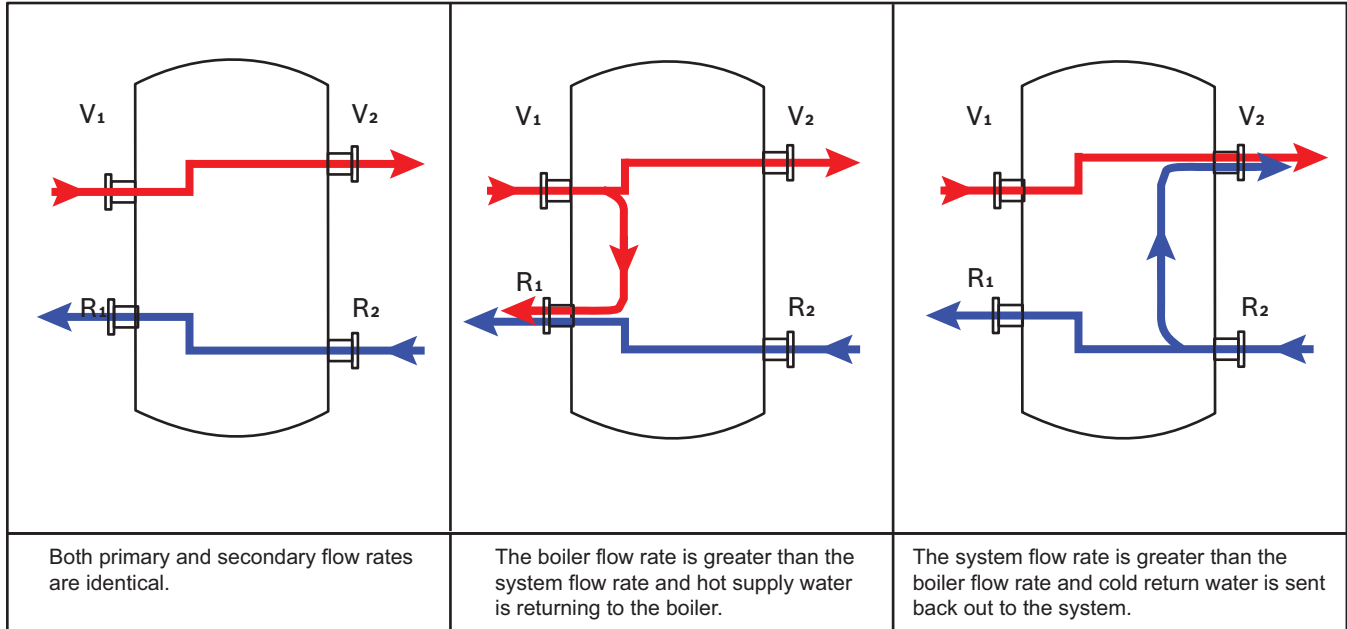 V₁
V₂
R₁
R₂
V₁
V₂
R₁
R₂
V₁
V₂
R₁
R₂
Both primary and secondary flow rates
are identical.
The boiler flow rate is greater than the
system flow rate and hot supply water
is returning to the boiler.
The system flow rate is greater than the
boiler flow rate and cold return water is sent
back out to the system.